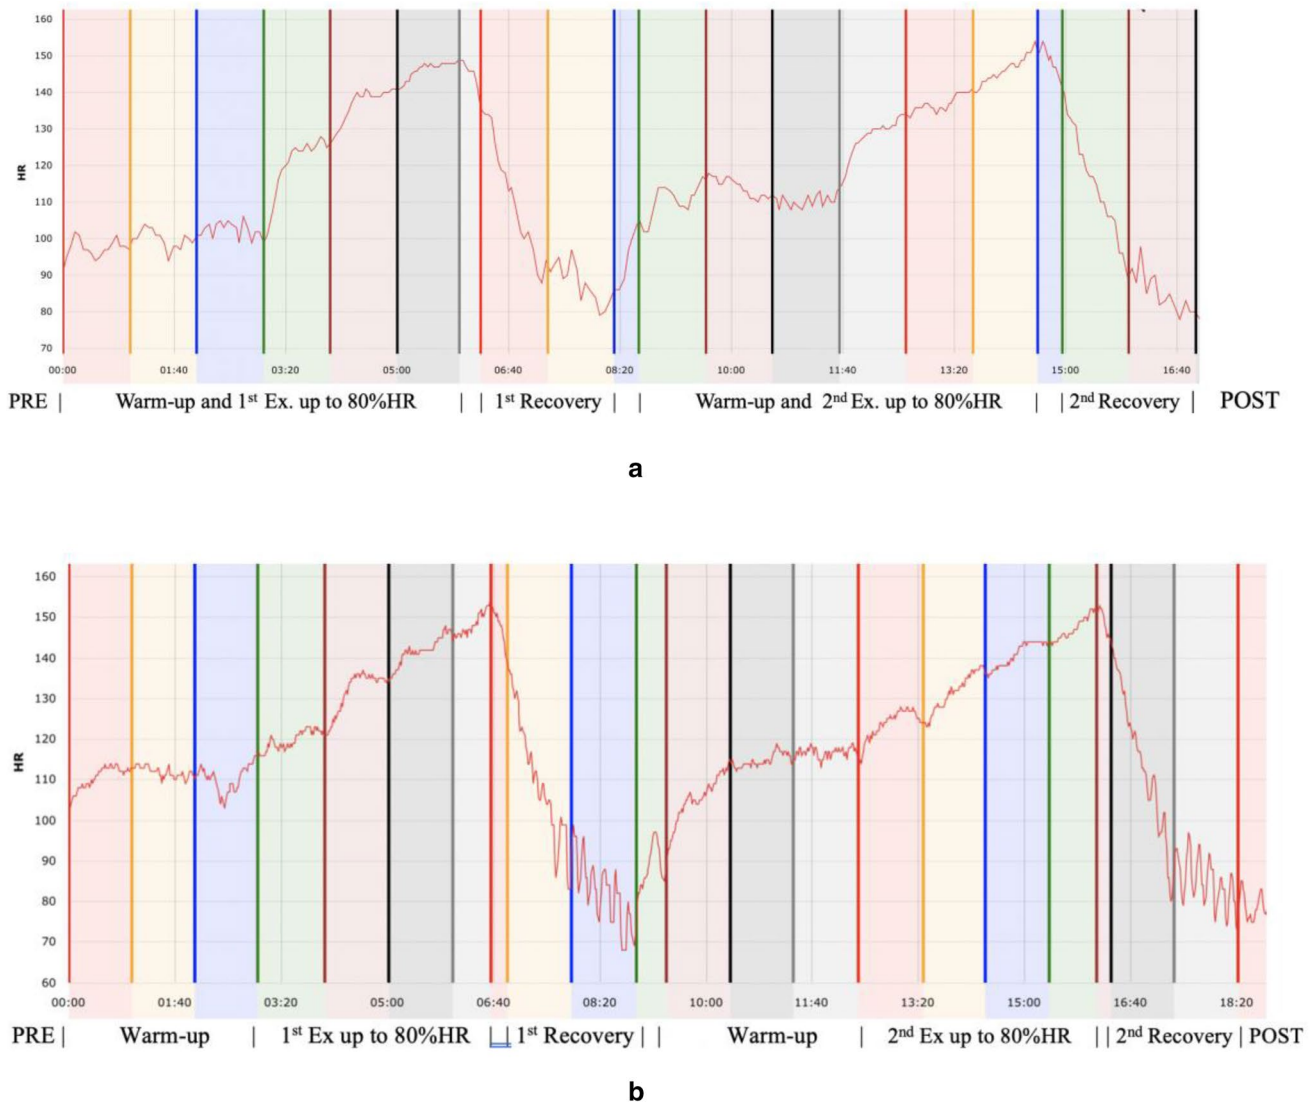 160
150
140
130
120
110
100
90
80
70
HR
00:00 01:40 03:20 05:00 06:40 08:20 10:00 11:40 13:20 15:00 16:40
PRE | Warm-up and 1st Ex. up to 80%HR | | 1st Recovery | | Warm-up and 2nd Ex. up to 80%HR | | 2nd Recovery | POST
a
160
150
140
130
120
110
100
90
80
70
60
HR
00:00 01:40 03:20 05:00 06:40 08:20 10:00 11:40 13:20 15:00 16:40 18:20
PRE | Warm-up | 1st Ex up to 80%HR | | 1st Recovery | | Warm-up | 2nd Ex up to 80%HR | | 2nd Recovery | POST
b